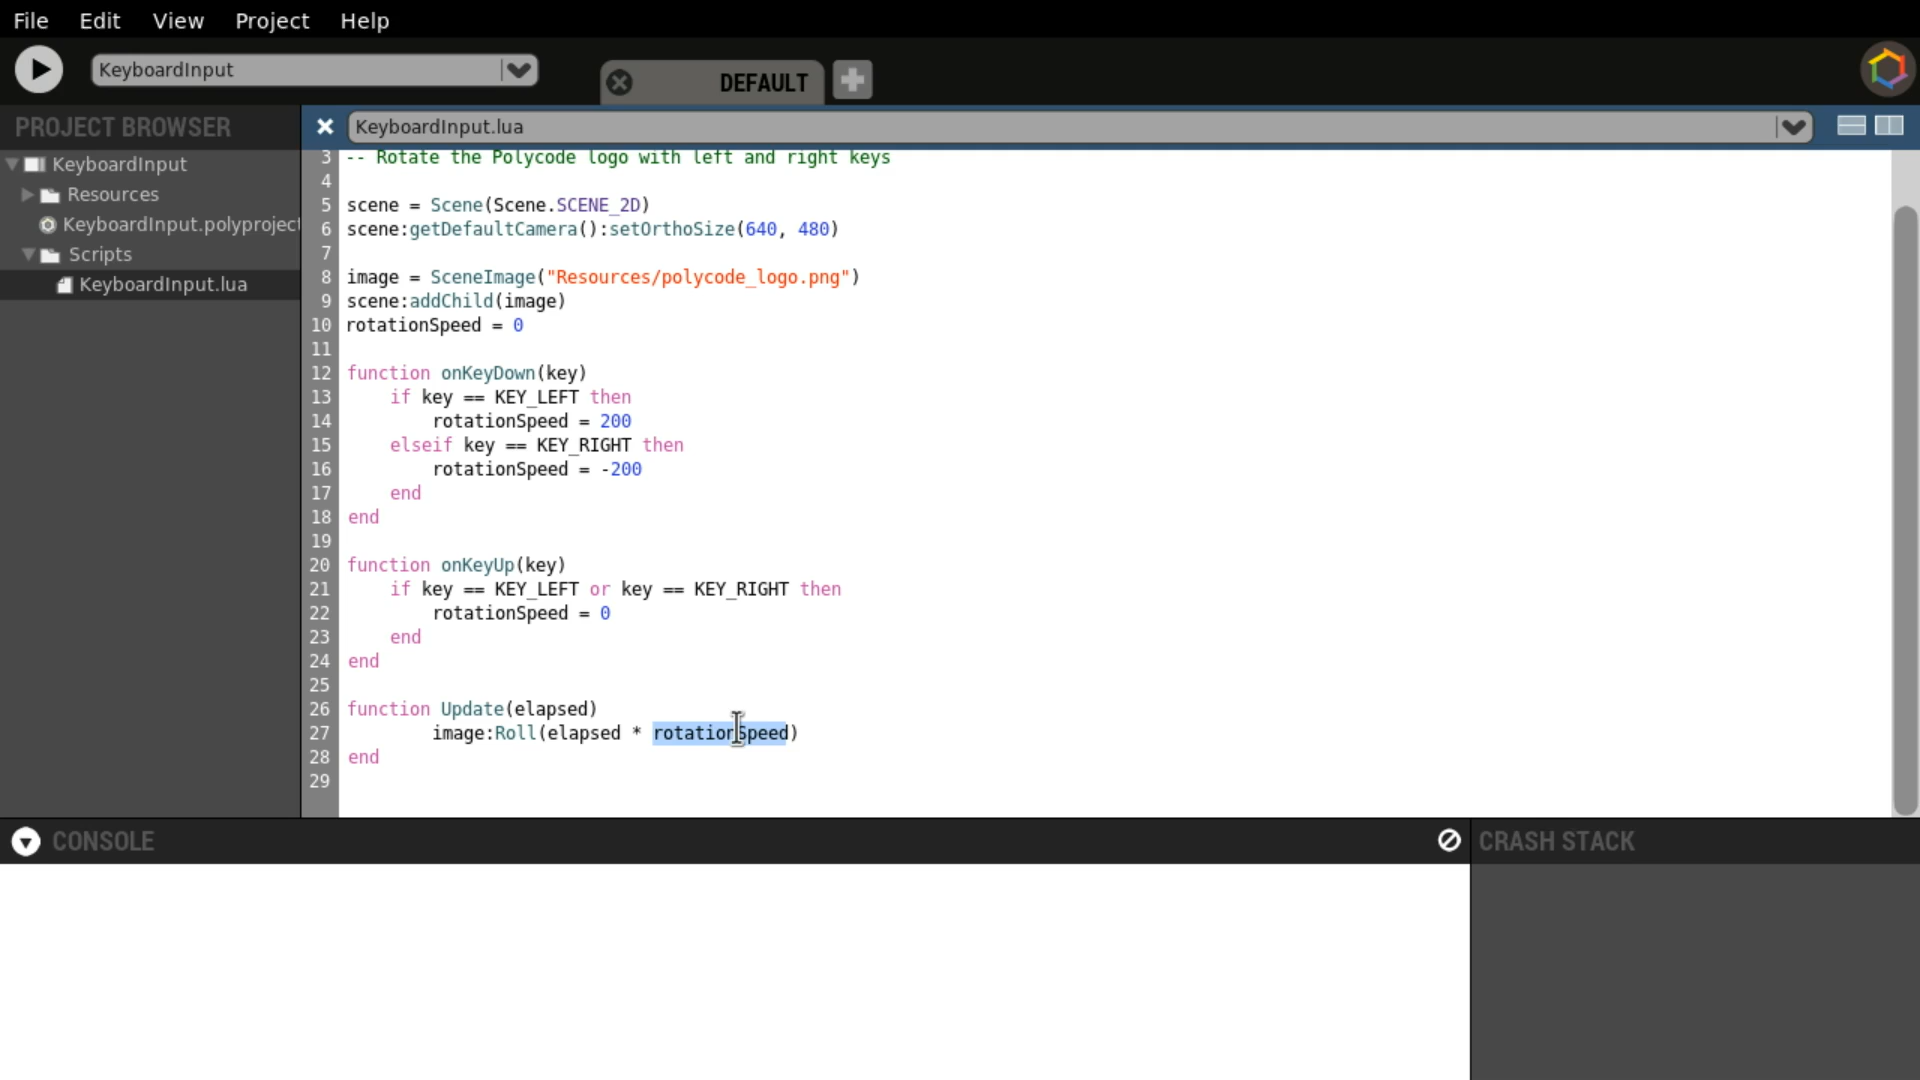 File Edit View Project Help
KeyboardInput
DEFAULT
PROJECT BROWSER
KeyboardInput
Resources
KeyboardInput.polyproject
Scripts
KeyboardInput.lua
KeyboardInput.lua
3 -- Rotate the Polycode logo with left and right keys
4
5 scene = Scene(Scene.SCENE_2D)
6 scene:getDefaultCamera():setOrthoSize(640, 480)
7
8 image = SceneImage("Resources/polycode_logo.png")
9 scene:addChild(image)
10 rotationSpeed = 0
11
12 function onKeyDown(key)
13     if key == KEY_LEFT then
14         rotationSpeed = 200
15     elseif key == KEY_RIGHT then
16         rotationSpeed = -200
17     end
18 end
19
20 function onKeyUp(key)
21     if key == KEY_LEFT or key == KEY_RIGHT then
22         rotationSpeed = 0
23     end
24 end
25
26 function Update(elapsed)
27         image:Roll(elapsed * rotationSpeed)
28 end
29
CONSOLE
CRASH STACK